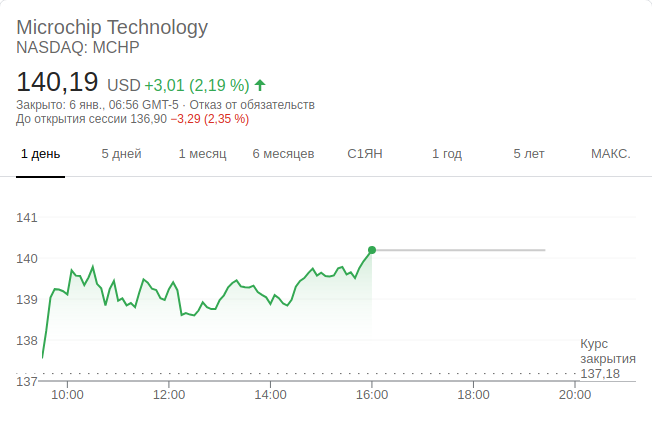 Microchip Technology
NASDAQ: MCHP
140,19 USD +3,01 (2,19 %)
Закрыто: 6 янв., 06:56 GMT-5 · Отказ от обязательств
До открытия сессии 136,90 −3,29 (2,35 %)
1 день 5 дней 1 месяц 6 месяцев С1ЯН 1 год 5 лет МАКС.
141
140
139
138
137
Курс
закрытия
137,18
10:00 12:00 14:00 16:00 18:00 20:00